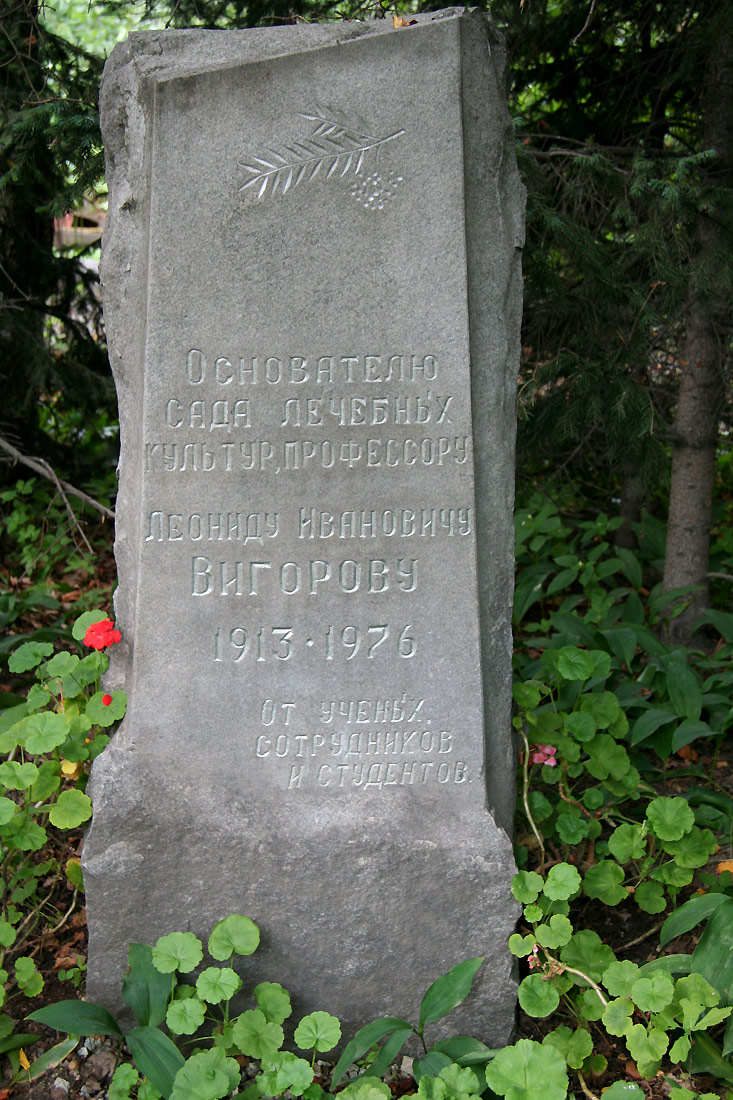 Основателю
сада лечебных
культур, профессору
Леониду Ивановичу
Вигорову
1913 · 1976
От ученых,
сотрудников
и студентов.